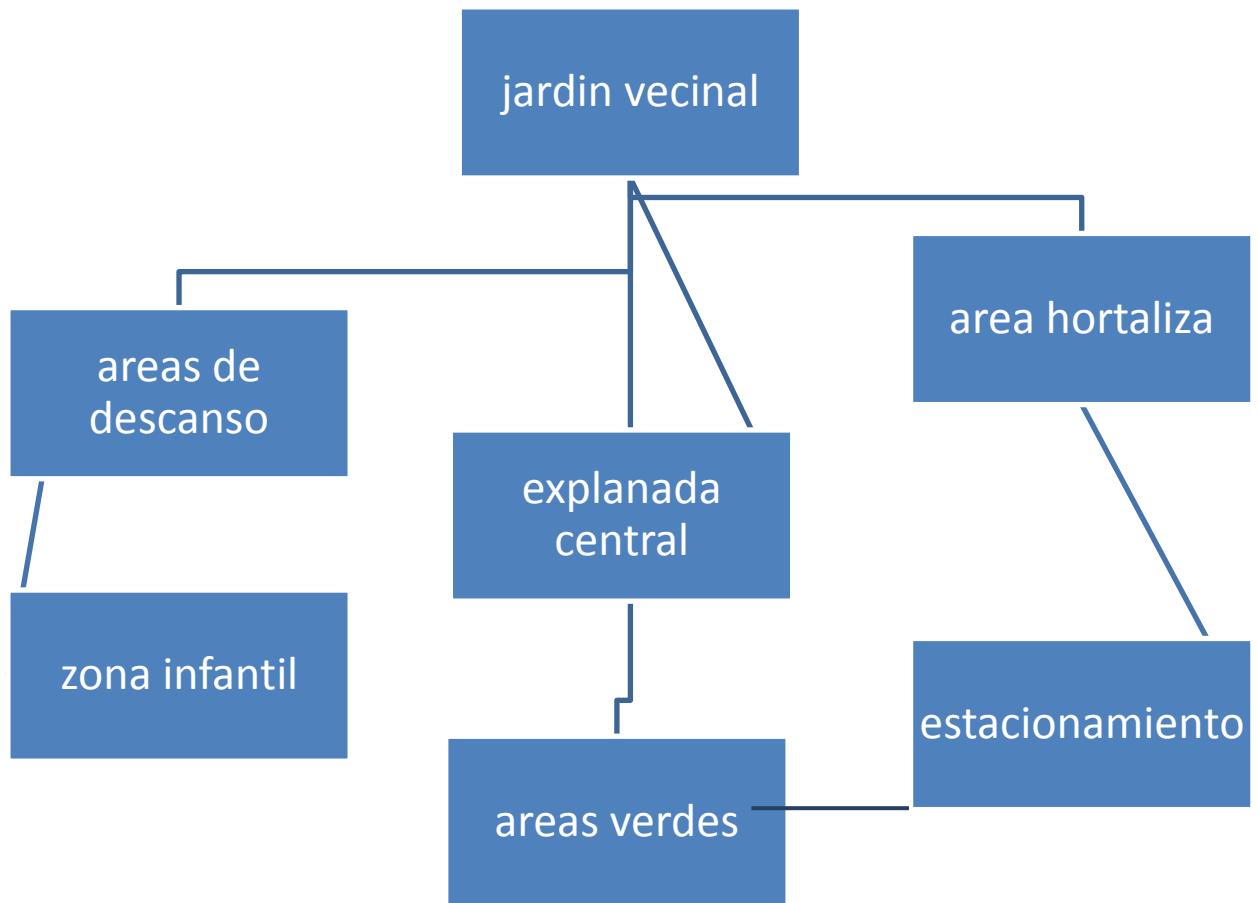 jardin vecinal
area hortaliza
areas de
descanso
explanada
central
zona infantil
estacionamiento
areas verdes